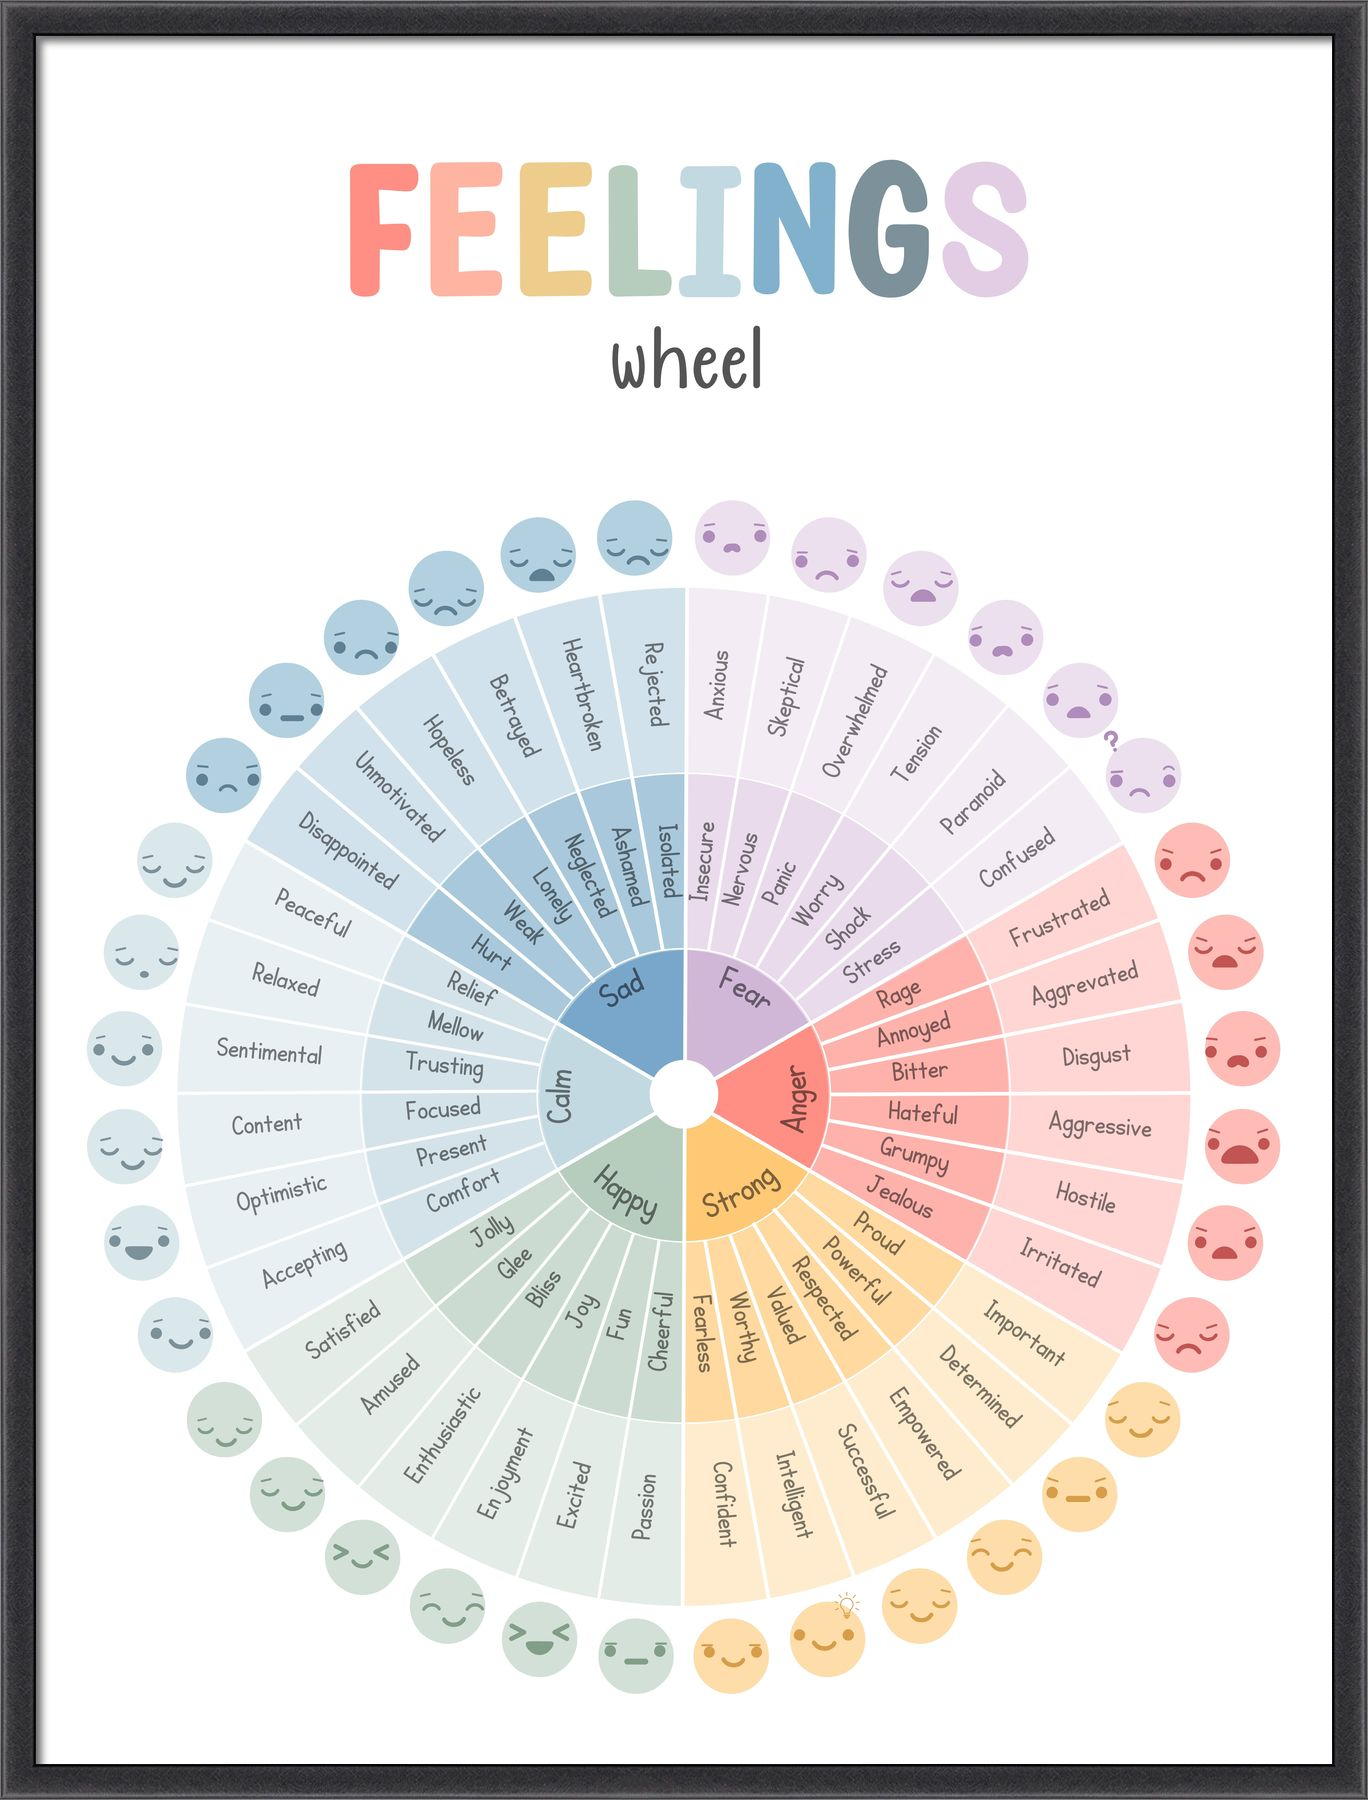 FEELINGS
wheel
Sad
Fear
Anger
Strong
Happy
Calm
Insecure
Nervous
Panic
Worry
Shock
Stress
Rage
Annoyed
Bitter
Hateful
Grumpy
Jealous
Proud
Powerful
Respected
Valued
Worthy
Fearless
Cheerful
Fun
Joy
Bliss
Glee
Jolly
Comfort
Present
Focused
Trusting
Mellow
Relief
Hurt
Weak
Lonely
Neglected
Ashamed
Isolated
Anxious
Skeptical
Overwhelmed
Tension
Paranoid
Confused
Frustrated
Aggrevated
Disgust
Aggressive
Hostile
Irritated
Important
Determined
Empowered
Successful
Intelligent
Confident
Passion
Excited
Enjoyment
Enthusiastic
Amused
Satisfied
Accepting
Optimistic
Content
Sentimental
Relaxed
Peaceful
Disappointed
Unmotivated
Hopeless
Betrayed
Heartbroken
Rejected
?